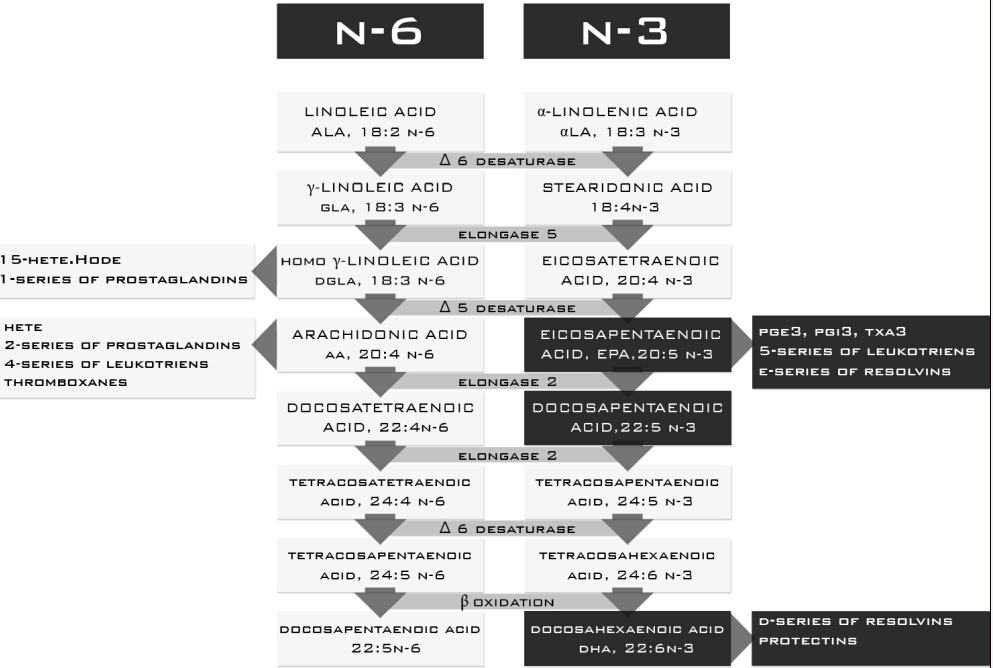 N-6
N-3
LINOLEIC ACID
ALA, 18:2 N-6
α-LINOLENIC ACID
αLA, 18:3 N-3
Δ 6 DESATURASE
γ-LINOLEIC ACID
GLA, 18:3 N-6
STEARIDONIC ACID
18:4N-3
ELONGASE 5
15-HETE.HODE
1-SERIES OF PROSTAGLANDINS
HOMO γ-LINOLEIC ACID
DGLA, 18:3 N-6
EICOSATETRAENOIC
ACID, 20:4 N-3
Δ 5 DESATURASE
HETE
2-SERIES OF PROSTAGLANDINS
4-SERIES OF LEUKOTRIENS
THROMBOXANES
ARACHIDONIC ACID
AA, 20:4 N-6
EICOSAPENTAENOIC
ACID, EPA,20:5 N-3
PGE3, PGI3, TXA3
5-SERIES OF LEUKOTRIENS
E-SERIES OF RESOLVINS
ELONGASE 2
DOCOSATETRAENOIC
ACID, 22:4N-6
DOCOSAPENTAENOIC
ACID,22:5 N-3
ELONGASE 2
TETRACOSATETRAENOIC
ACID, 24:4 N-6
TETRACOSAPENTAENOIC
ACID, 24:5 N-3
Δ 6 DESATURASE
TETRACOSAPENTAENOIC
ACID, 24:5 N-6
TETRACOSAHEXAENOIC
ACID, 24:6 N-3
β OXIDATION
DOCOSAPENTAENOIC ACID
22:5N-6
DOCOSAHEXAENOIC ACID
DHA, 22:6N-3
D-SERIES OF RESOLVINS
PROTECTINS